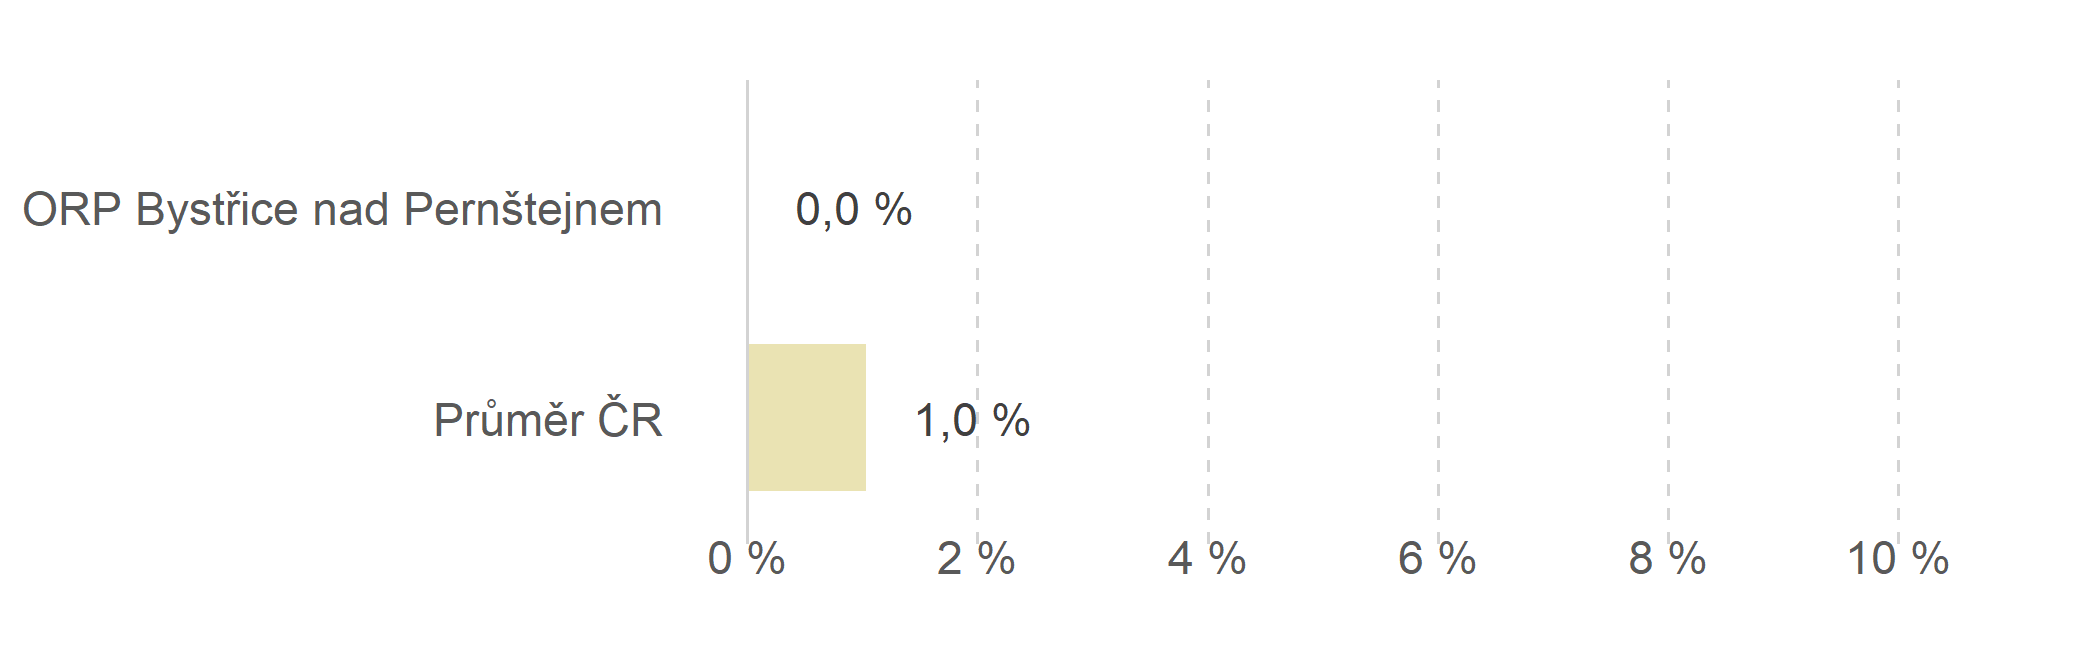 ORP Bystřice nad Pernštejnem 0,0 %
Průměr ČR 1,0 %
0 % 2 % 4 % 6 % 8 % 10 %